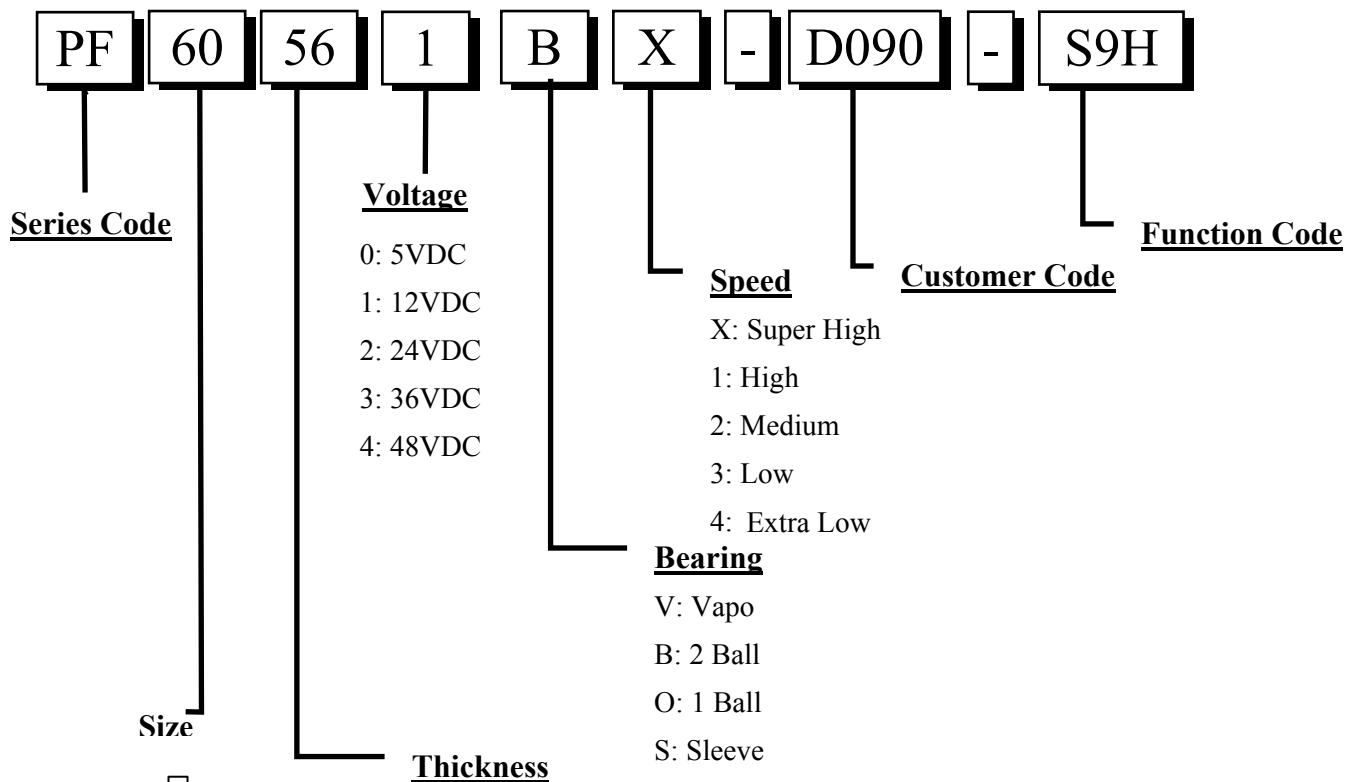 PF 60 56 1 B X - D090 - S9H
Series Code
Voltage
0: 5VDC
1: 12VDC
2: 24VDC
3: 36VDC
4: 48VDC
Function Code
Customer Code
Speed
X: Super High
1: High
2: Medium
3: Low
4: Extra Low
Bearing
V: Vapo
B: 2 Ball
O: 1 Ball
S: Sleeve
Size
Thickness